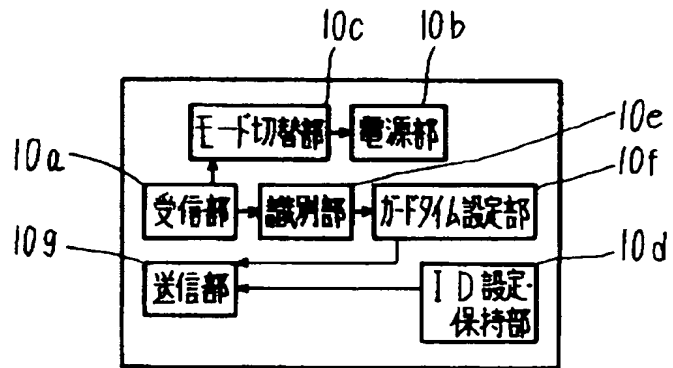 10c
10b
モード切替部
電源部
10e
10a
10f
受信部
識別部
ガードタイム設定部
10g
10d
送信部
ID設定・
保持部